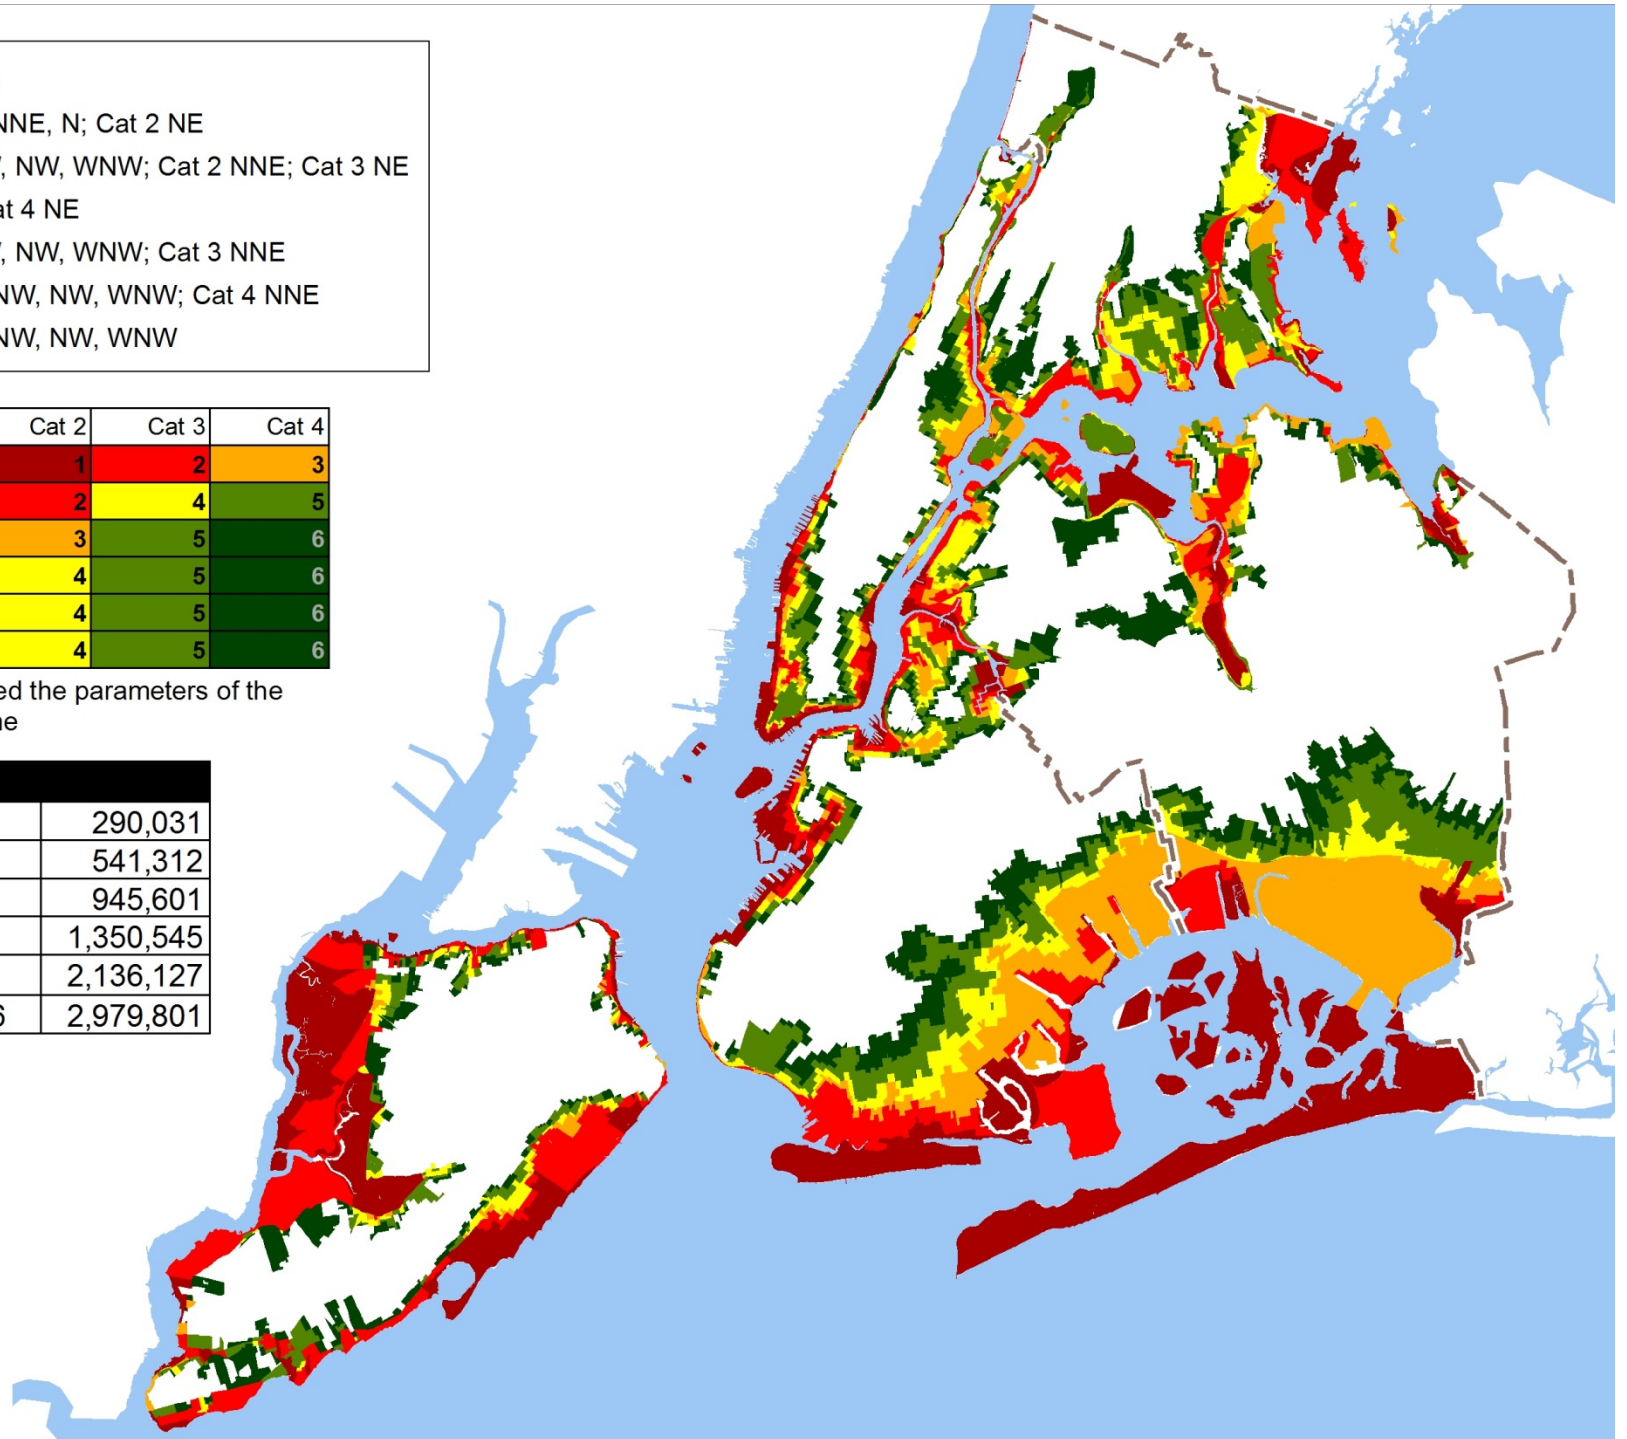 NNE, N; Cat 2 NE
, NW, WNW; Cat 2 NNE; Cat 3 NE
at 4 NE
, NW, WNW; Cat 3 NNE
NW, NW, WNW; Cat 4 NNE
NW, NW, WNW
Cat 2 Cat 3 Cat 4
1 2 3
2 4 5
3 5 6
4 5 6
4 5 6
4 5 6
ed the parameters of the
ne
290,031
541,312
945,601
1,350,545
2,136,127
6 2,979,801